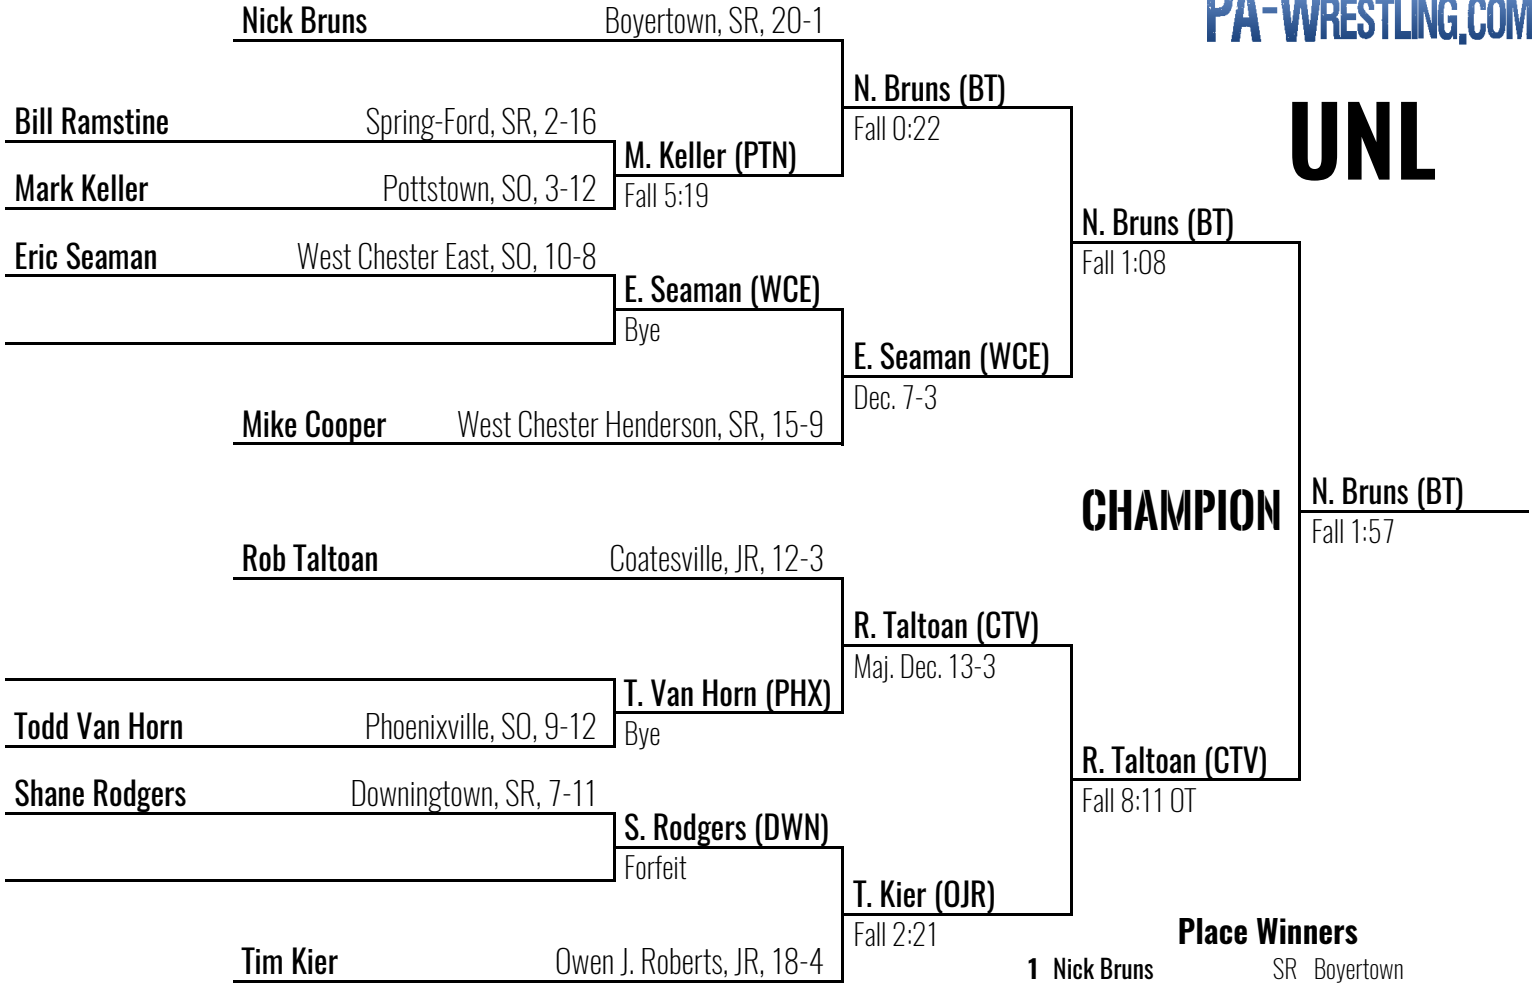 PA-WRESTLING.COM
UNL
Nick Bruns Boyertown, SR, 20-1
N. Bruns (BT)
Fall 0:22
Bill Ramstine Spring-Ford, SR, 2-16
M. Keller (PTN)
Fall 5:19
Mark Keller Pottstown, SO, 3-12
N. Bruns (BT)
Fall 1:08
Eric Seaman West Chester East, SO, 10-8
E. Seaman (WCE)
Bye
E. Seaman (WCE)
Dec. 7-3
Mike Cooper West Chester Henderson, SR, 15-9
CHAMPION
N. Bruns (BT)
Fall 1:57
Rob Taltoan Coatesville, JR, 12-3
R. Taltoan (CTV)
Maj. Dec. 13-3
T. Van Horn (PHX)
Bye
Todd Van Horn Phoenixville, SO, 9-12
R. Taltoan (CTV)
Fall 8:11 OT
Shane Rodgers Downingtown, SR, 7-11
S. Rodgers (DWN)
Forfeit
T. Kier (OJR)
Fall 2:21
Tim Kier Owen J. Roberts, JR, 18-4
Place Winners
1 Nick Bruns SR Boyertown